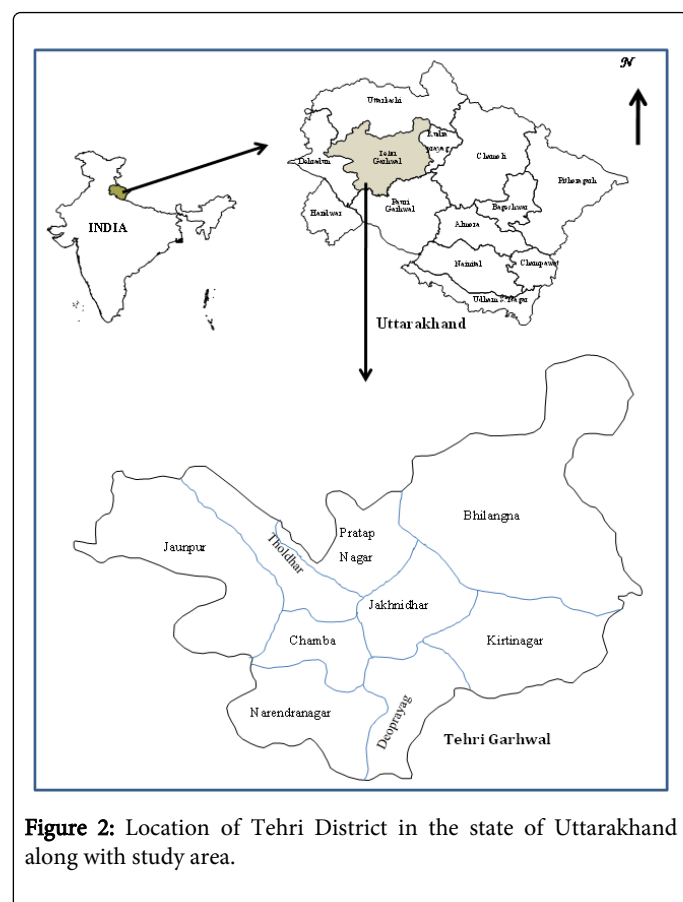 N
Uttarkashi
Tehri
Garhwal
Chamoli
Dehradun
Pithoragarh
Haridwar
Pauri
Garhwal
Bageshwar
Almora
Nainital
Champawat
INDIA
Uttarakhand
Bhilangna
Pratap
Nagar
Jaunpur
Tholdhar
Jakhnidhar
Chamba
Kirtinagar
Narendranagar
Deoprayag
Tehri Garhwal
Figure 2: Location of Tehri District in the state of Uttarakhand
along with study area.